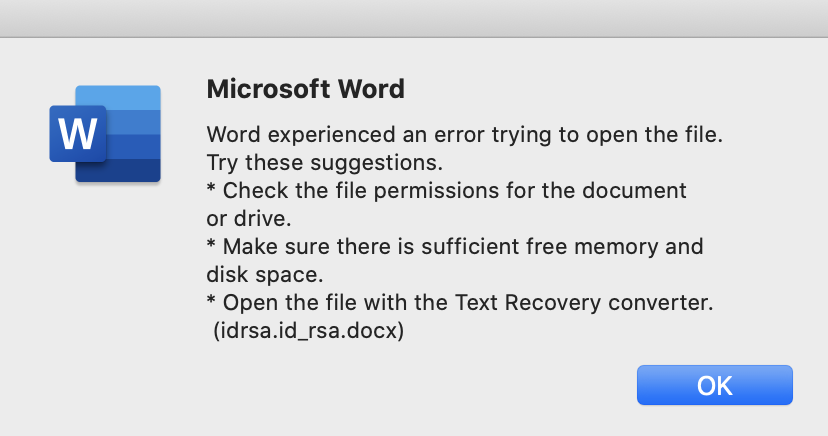 Microsoft Word
W
Word experienced an error trying to open the file.
Try these suggestions.
* Check the file permissions for the document
or drive.
* Make sure there is sufficient free memory and
disk space.
* Open the file with the Text Recovery converter.
(idrsa.id_rsa.docx)
OK